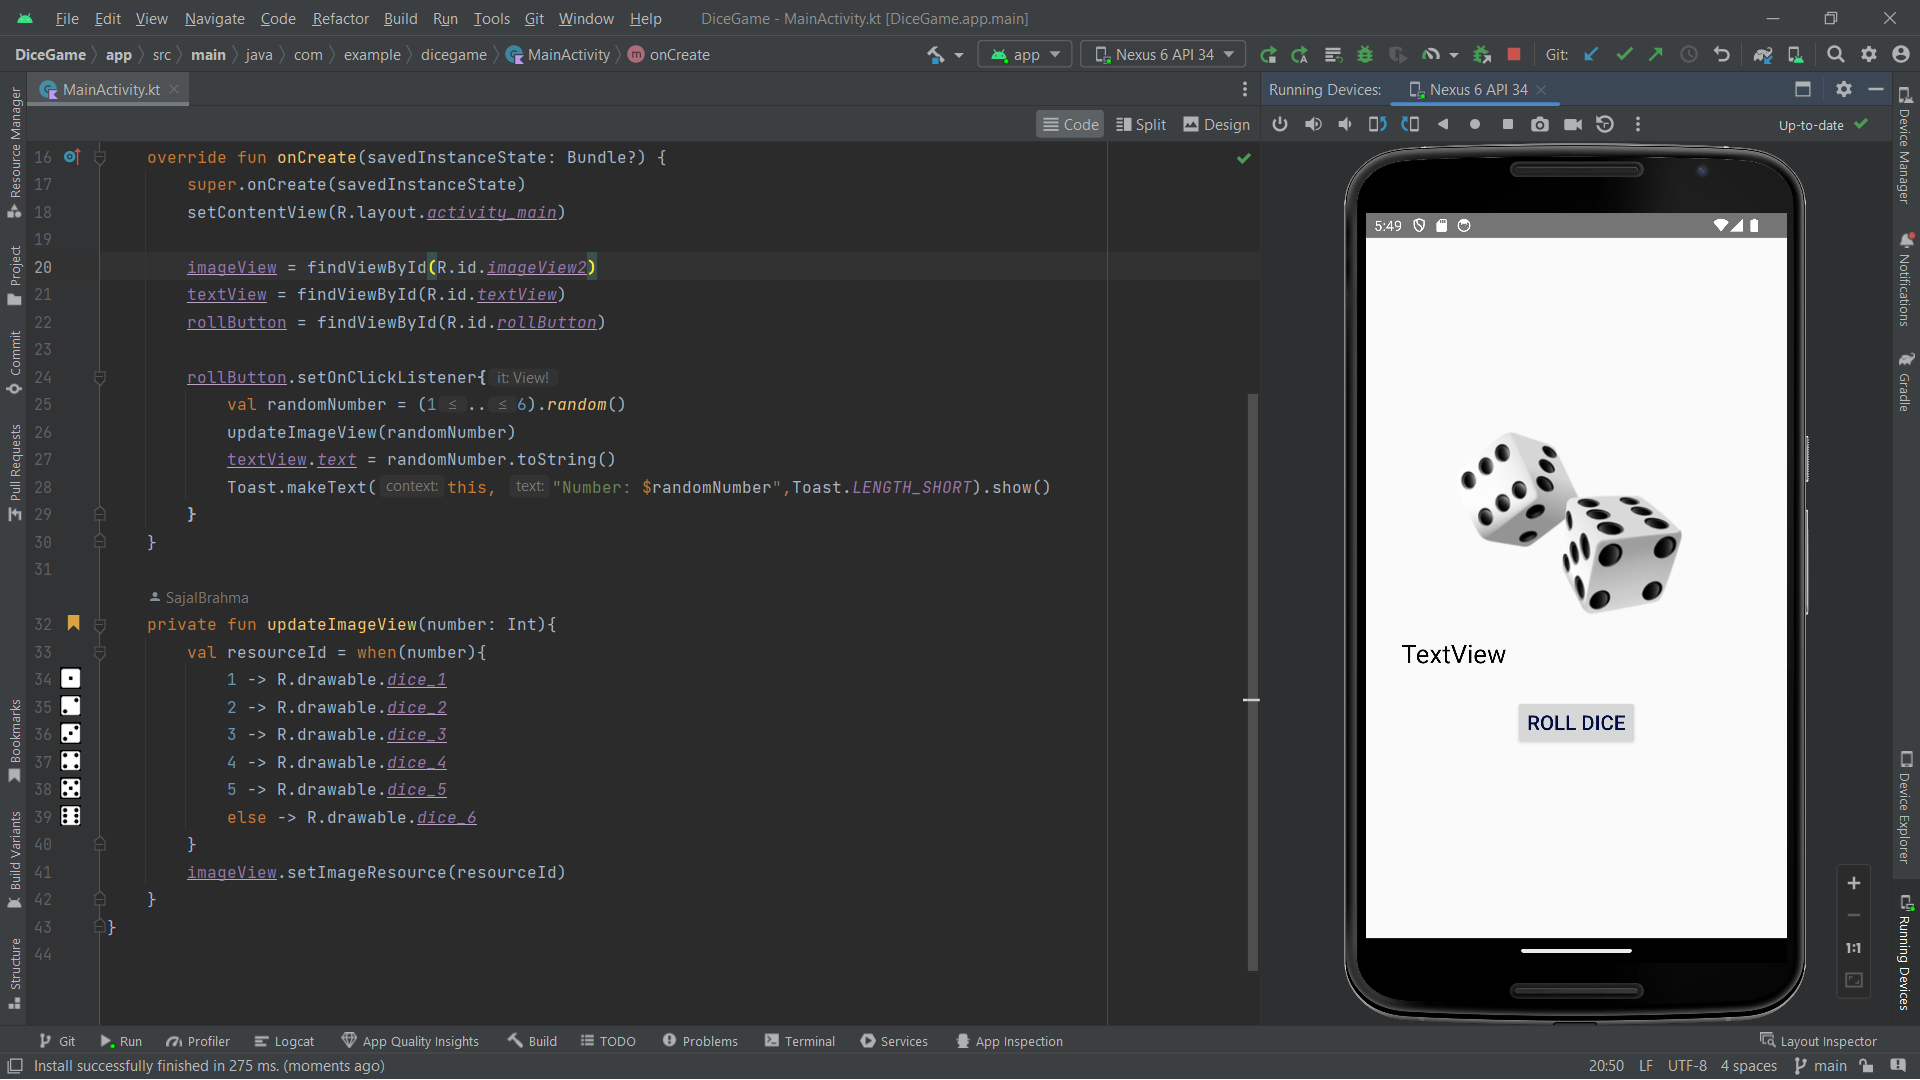 File Edit View Navigate Code Refactor Build Run Tools Git Window Help DiceGame - MainActivity.kt [DiceGame.app.main]
DiceGame app src main java com example dicegame MainActivity onCreate app Nexus 6 API 34 Git:
MainActivity.kt Running Devices: Nexus 6 API 34
Code Split Design Up-to-date
Resource Manager
Project
Commit
Pull Requests
Bookmarks
Build Variants
Structure
16 override fun onCreate(savedInstanceState: Bundle?) {
17 super.onCreate(savedInstanceState)
18 setContentView(R.layout.activity_main)
19
20 imageView = findViewById(R.id.imageView2)
21 textView = findViewById(R.id.textView)
22 rollButton = findViewById(R.id.rollButton)
23
24 rollButton.setOnClickListener{ it: View!
25 val randomNumber = (1 ≤ .. ≤ 6).random()
26 updateImageView(randomNumber)
27 textView.text = randomNumber.toString()
28 Toast.makeText( context: this, text: "Number: $randomNumber",Toast.LENGTH_SHORT).show()
29 }
30 }
31
SajalBrahma
32 private fun updateImageView(number: Int){
33 val resourceId = when(number){
34 1 -> R.drawable.dice_1
35 2 -> R.drawable.dice_2
36 3 -> R.drawable.dice_3
37 4 -> R.drawable.dice_4
38 5 -> R.drawable.dice_5
39 else -> R.drawable.dice_6
40 }
41 imageView.setImageResource(resourceId)
42 }
43 }
44
5:49
TextView
ROLL DICE
1:1
Device Manager
Notifications
Gradle
Device Explorer
Running Devices
Git Run Profiler Logcat App Quality Insights Build TODO Problems Terminal Services App Inspection Layout Inspector
Install successfully finished in 275 ms. (moments ago) 20:50 LF UTF-8 4 spaces main